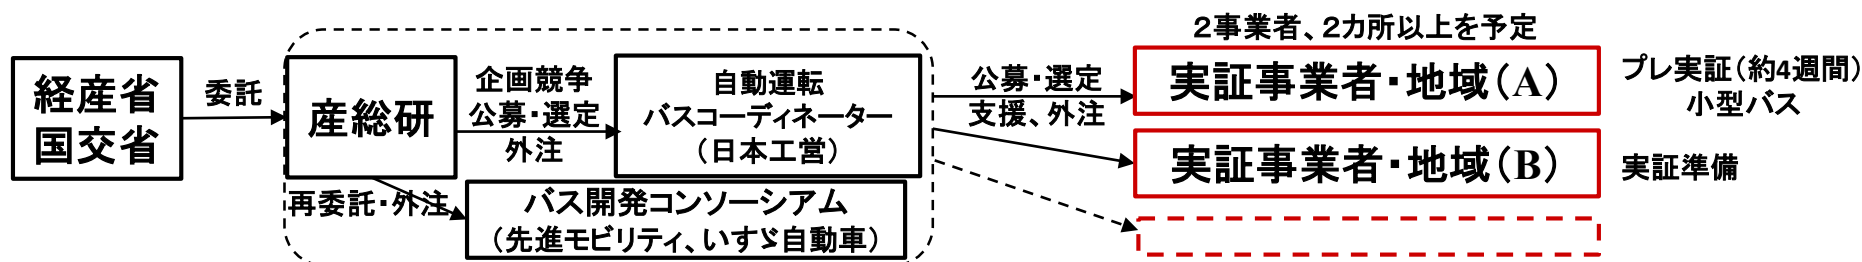 経産省
国交省
委託
産総研
企画競争
公募・選定
外注
自動運転
バスコーディネーター
（日本工営）
再委託・外注
バス開発コンソーシアム
（先進モビリティ、いすゞ自動車）
公募・選定
支援、外注
２事業者、２カ所以上を予定
実証事業者・地域（A）
プレ実証（約4週間）
小型バス
実証事業者・地域（B）
実証準備